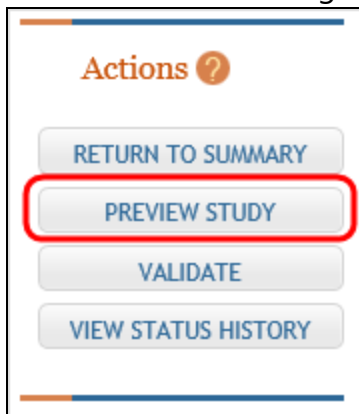 Actions ?
RETURN TO SUMMARY
PREVIEW STUDY
VALIDATE
VIEW STATUS HISTORY